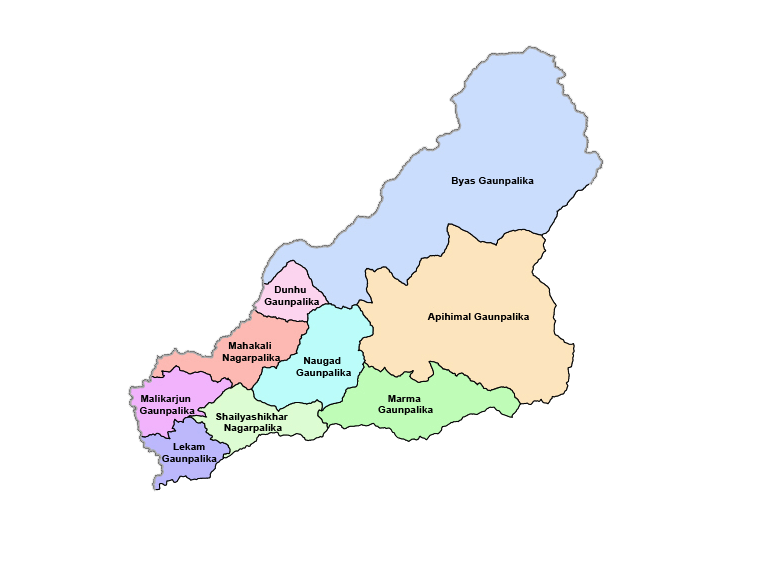 Byas Gaunpalika
Dunhu
Gaunpalika
Apihimal Gaunpalika
Mahakali
Nagarpalika
Naugad
Gaunpalika
Malikarjun
Gaunpalika
Marma
Gaunpalika
Shailyashikhar
Nagarpalika
Lekam
Gaunpalika